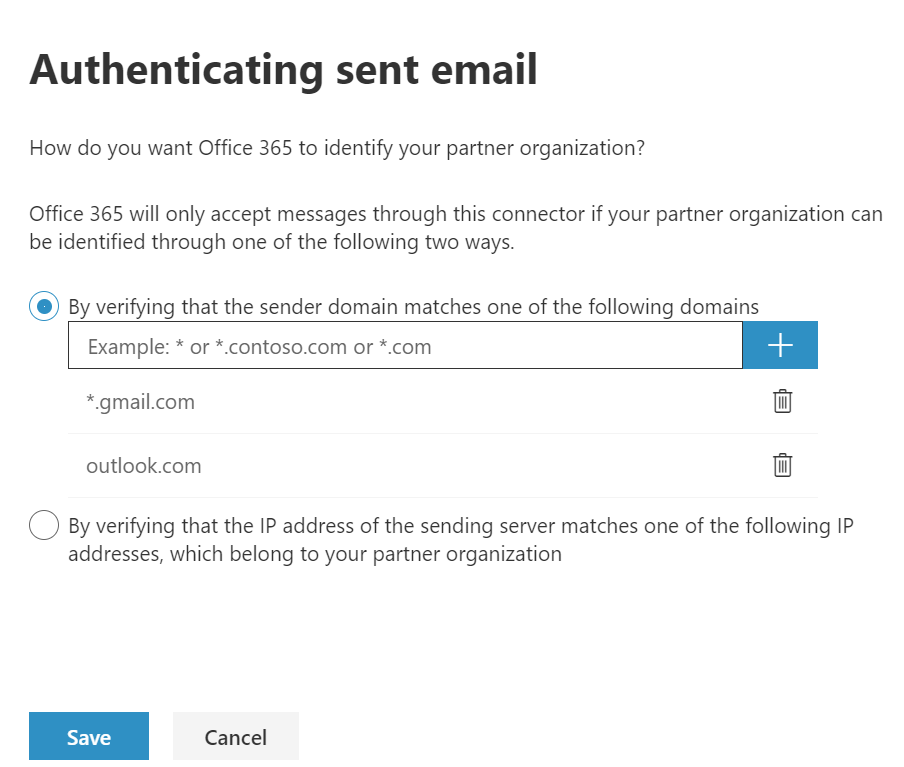 Authenticating sent email
How do you want Office 365 to identify your partner organization?
Office 365 will only accept messages through this connector if your partner organization can
be identified through one of the following two ways.
By verifying that the sender domain matches one of the following domains
Example: * or *.contoso.com or *.com
*.gmail.com
outlook.com
By verifying that the IP address of the sending server matches one of the following IP
addresses, which belong to your partner organization
Save
Cancel